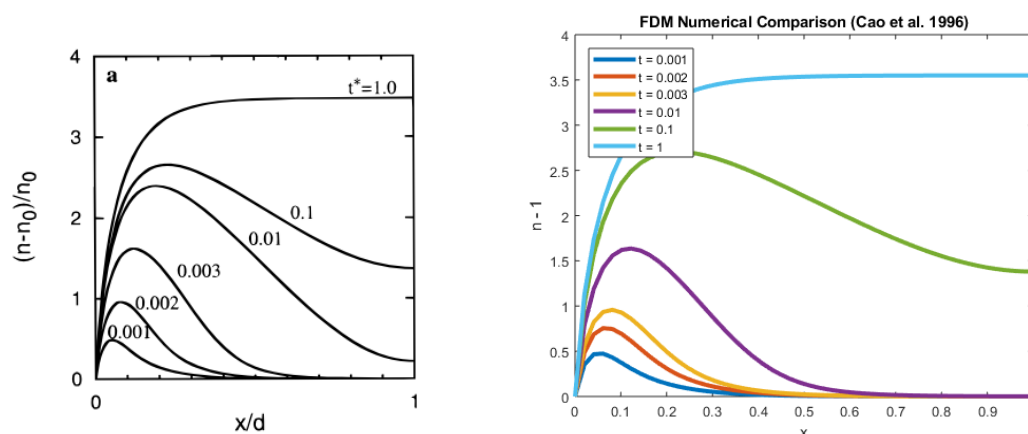 a
4
3
2
1
0
(n-n0)/n0
t*=1.0
0.1
0.01
0.003
0.002
0.001
0
1
x/d
FDM Numerical Comparison (Cao et al. 1996)
4
3.5
3
2.5
2
1.5
1
0.5
0
n - 1
t = 0.001
t = 0.002
t = 0.003
t = 0.01
t = 0.1
t = 1
0 0.1 0.2 0.3 0.4 0.5 0.6 0.7 0.8 0.9
x